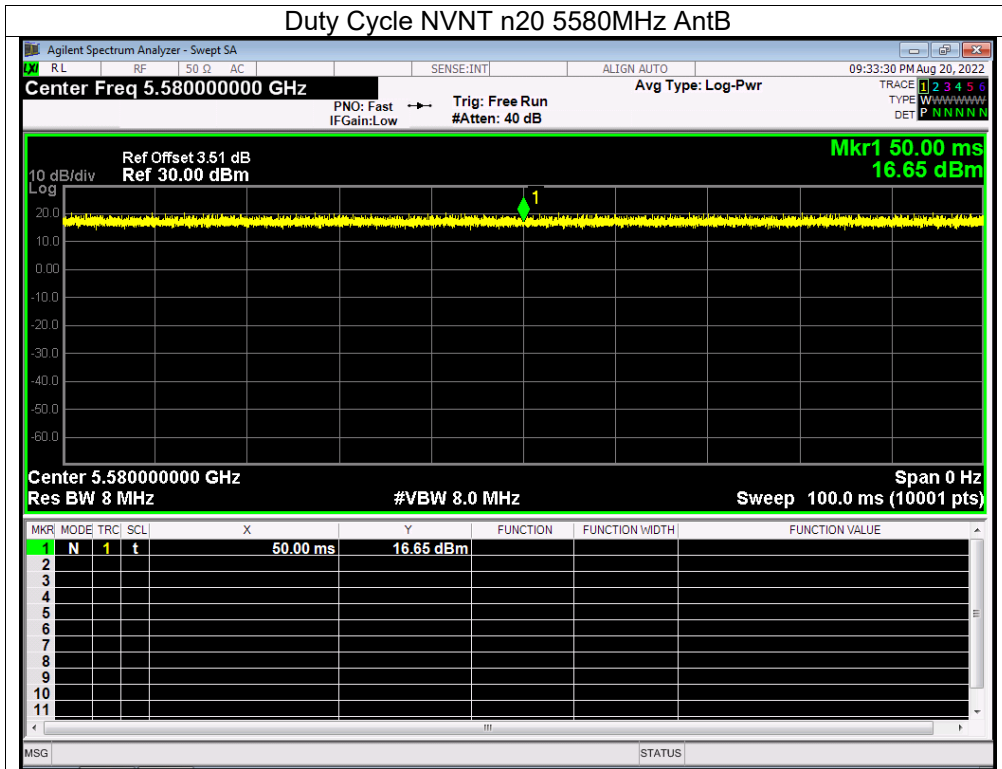 Duty Cycle NVNT n20 5580MHz AntB
Agilent Spectrum Analyzer - Swept SA
LXI RL RF 50 Ω AC SENSE:INT ALIGN AUTO 09:33:30 PM Aug 20, 2022
Center Freq 5.580000000 GHz
PNO: Fast
IFGain:Low
Trig: Free Run
#Atten: 40 dB
Avg Type: Log-Pwr
TRACE 1 2 3 4 5 6
TYPE WWWWWW
DET P N N N N N
Mkr1 50.00 ms
16.65 dBm
Ref Offset 3.51 dB
10 dB/div Ref 30.00 dBm
Log
1
20.0
10.0
0.00
-10.0
-20.0
-30.0
-40.0
-50.0
-60.0
Center 5.580000000 GHz Span 0 Hz
Res BW 8 MHz #VBW 8.0 MHz Sweep 100.0 ms (10001 pts)
MKR MODE TRC SCL X Y FUNCTION FUNCTION WIDTH FUNCTION VALUE
1 N 1 t 50.00 ms 16.65 dBm
2
3
4
5
6
7
8
9
10
11
MSG STATUS